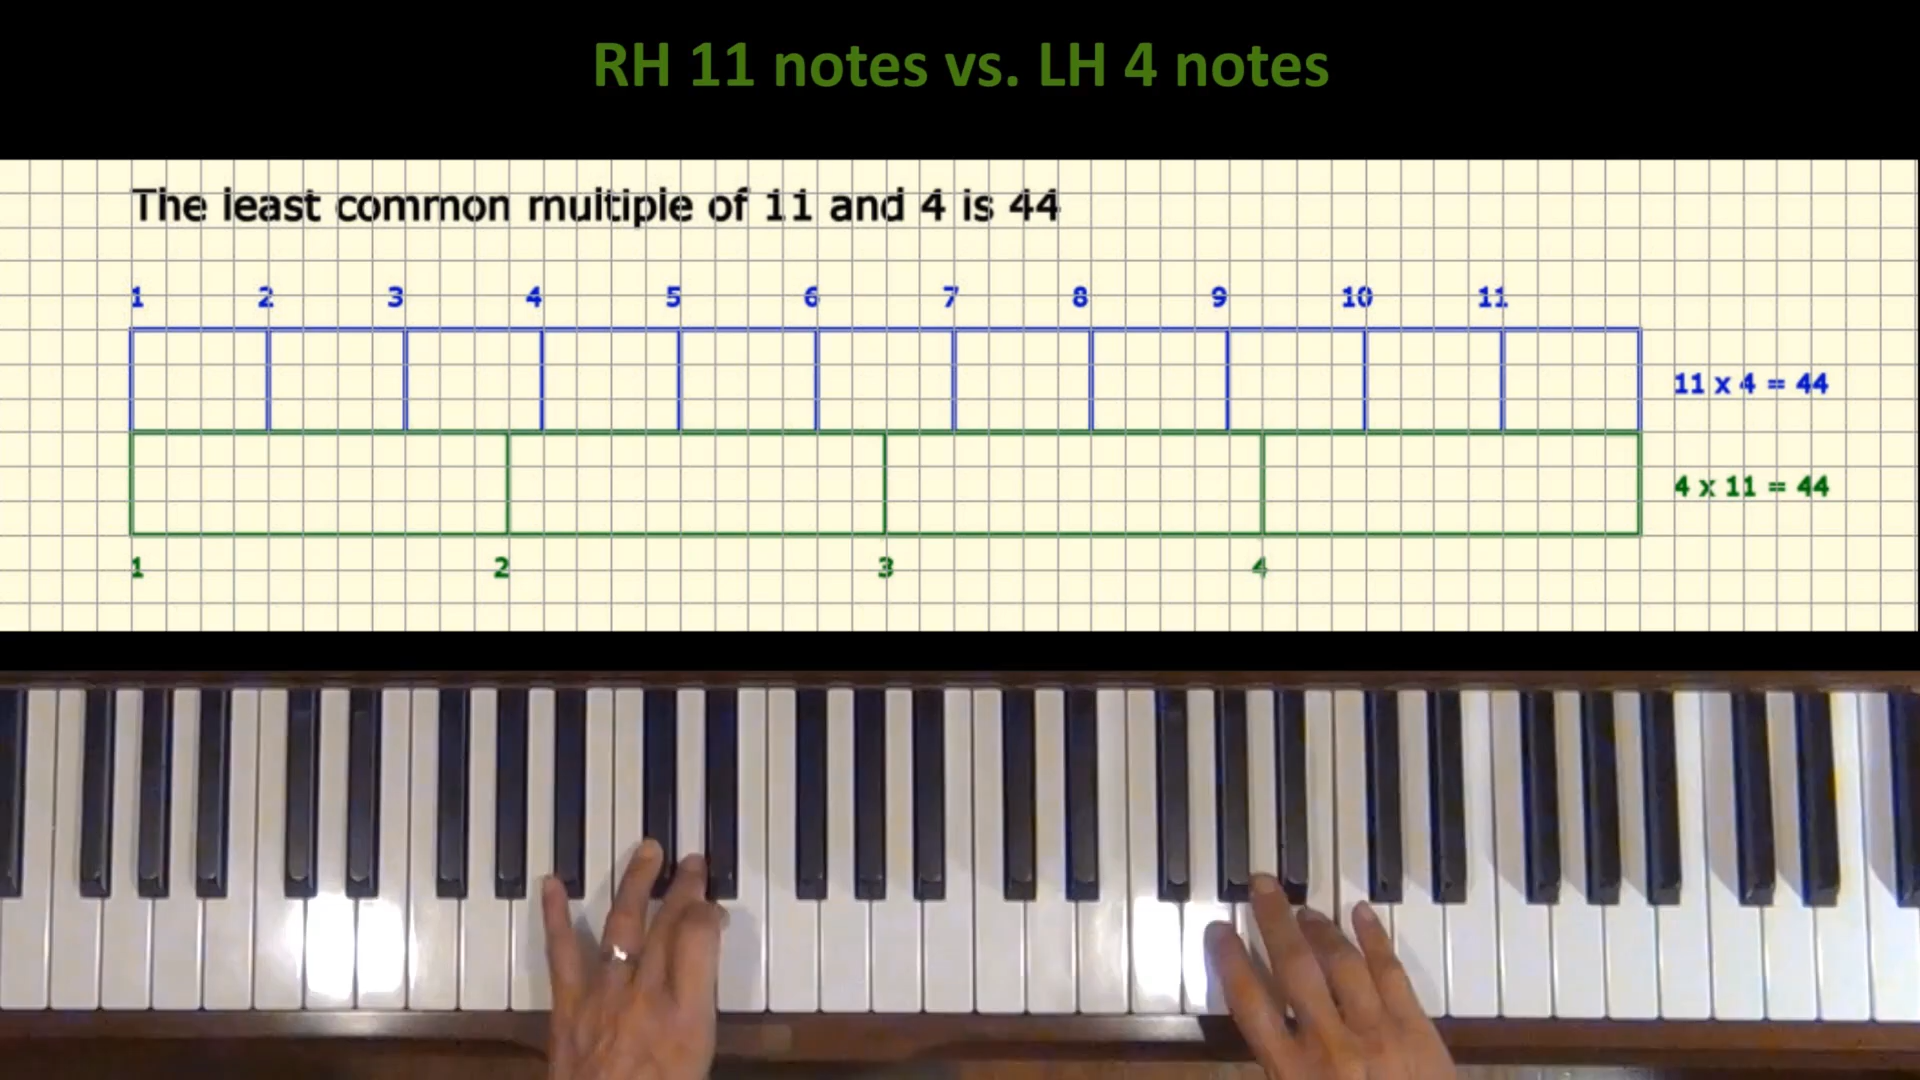 RH 11 notes vs. LH 4 notes
The least common multiple of 11 and 4 is 44
1 2 3 4 5 6 7 8 9 10 11
11 x 4 = 44
4 x 11 = 44
1 2 3 4